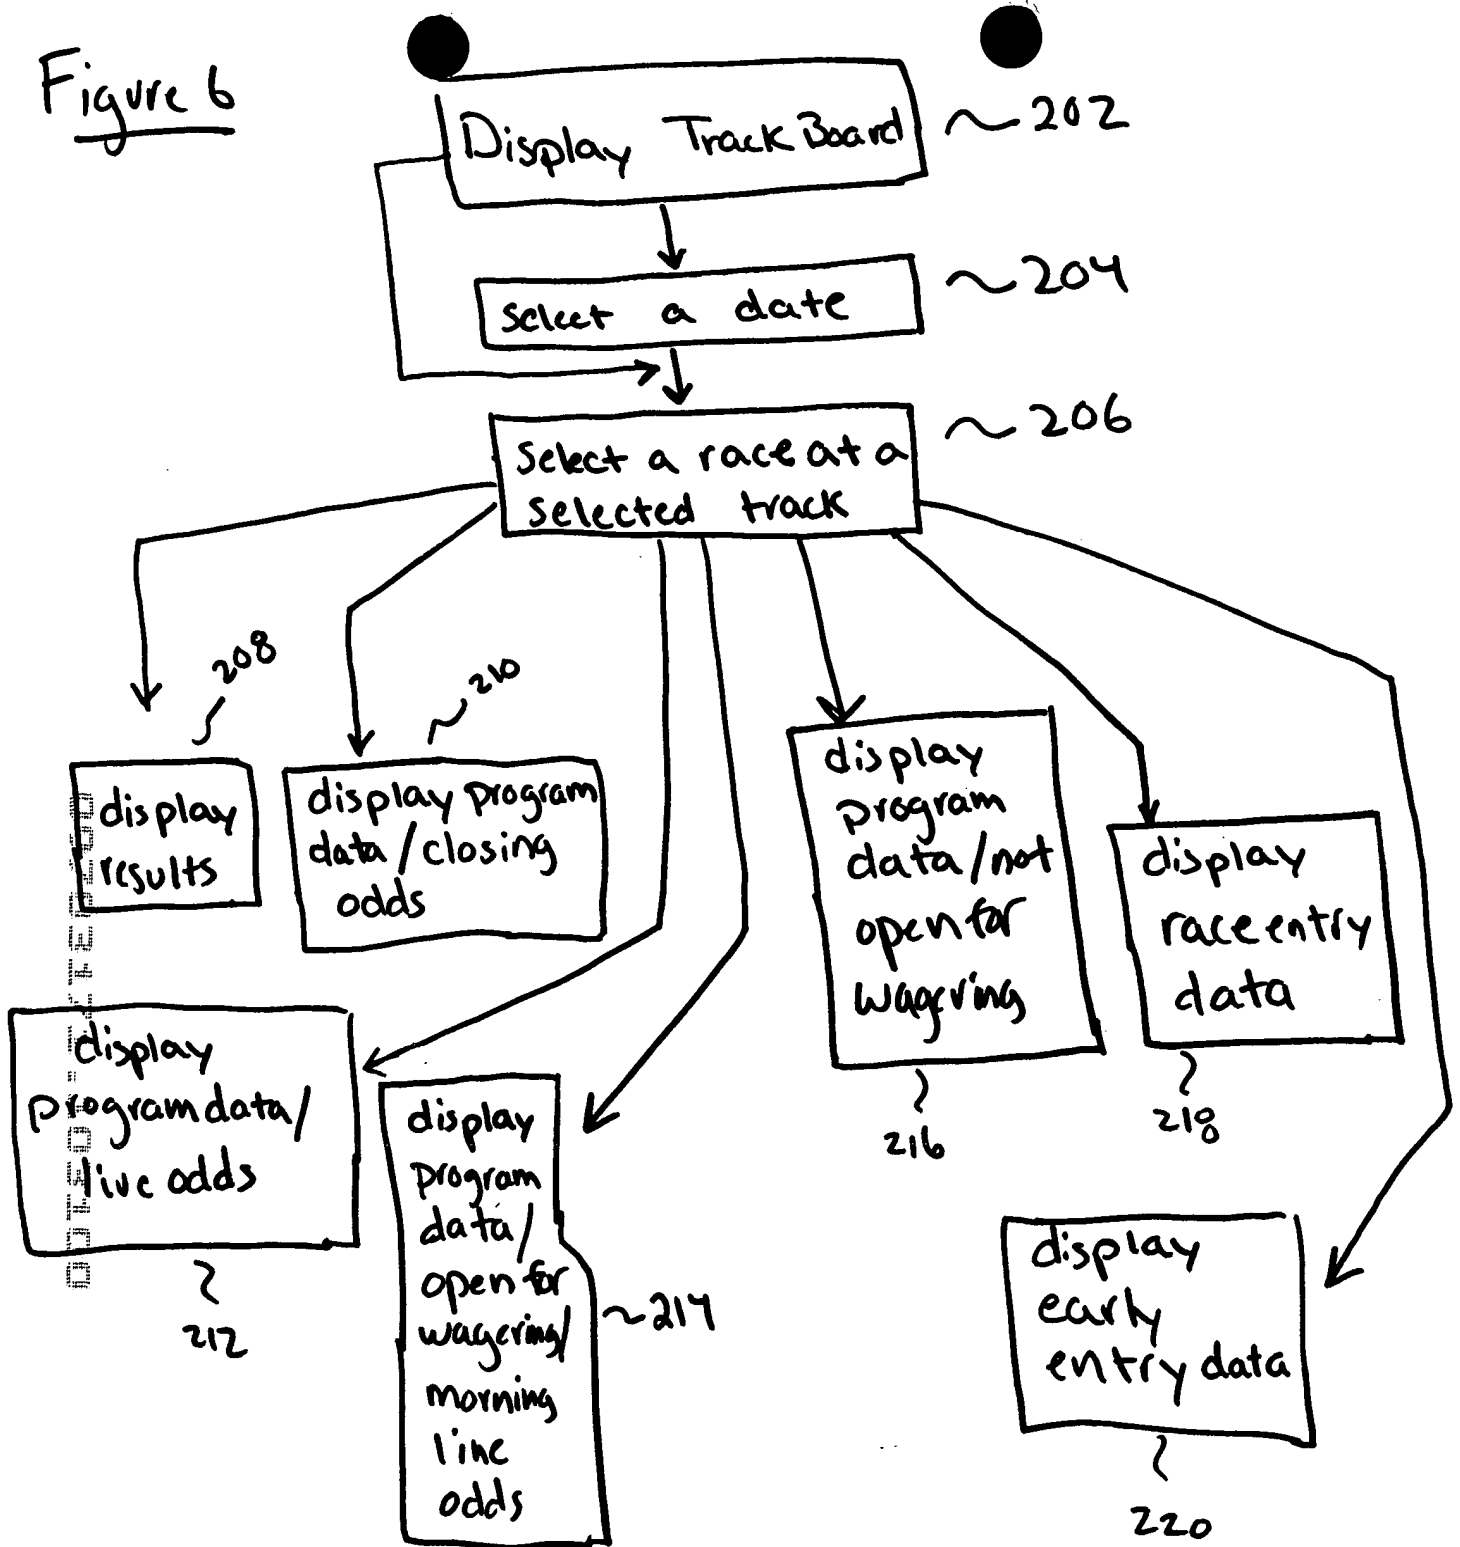 Figure 6
Display Track Board
202
Select a date
204
Select a race at a
selected track
206
208
display
results
210
display program
data/closing
odds
display
program data/
live odds
212
display
program
data/
open for
wagering/
morning
line
odds
214
display
program
data/not
open for
wagering
216
display
race entry
data
218
display
early
entry data
220